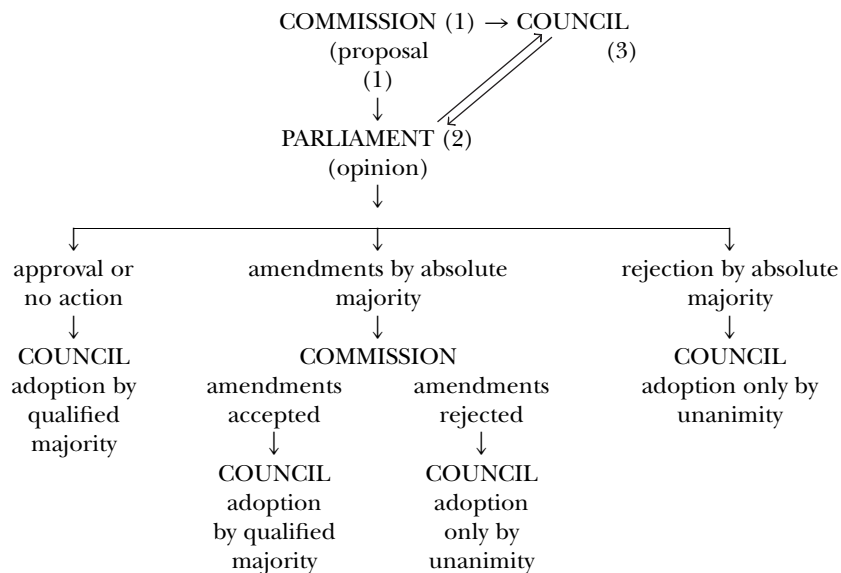 COMMISSION (1) → COUNCIL
(proposal (3)
(1)
↓
PARLIAMENT (2)
(opinion)
↓
↓ ↓ ↓
approval or amendments by absolute rejection by absolute
no action majority majority
↓ ↓ ↓
COUNCIL COMMISSION COUNCIL
adoption by amendments amendments adoption only by
qualified accepted rejected unanimity
majority ↓ ↓
COUNCIL COUNCIL
adoption adoption
by qualified only by
majority unanimity